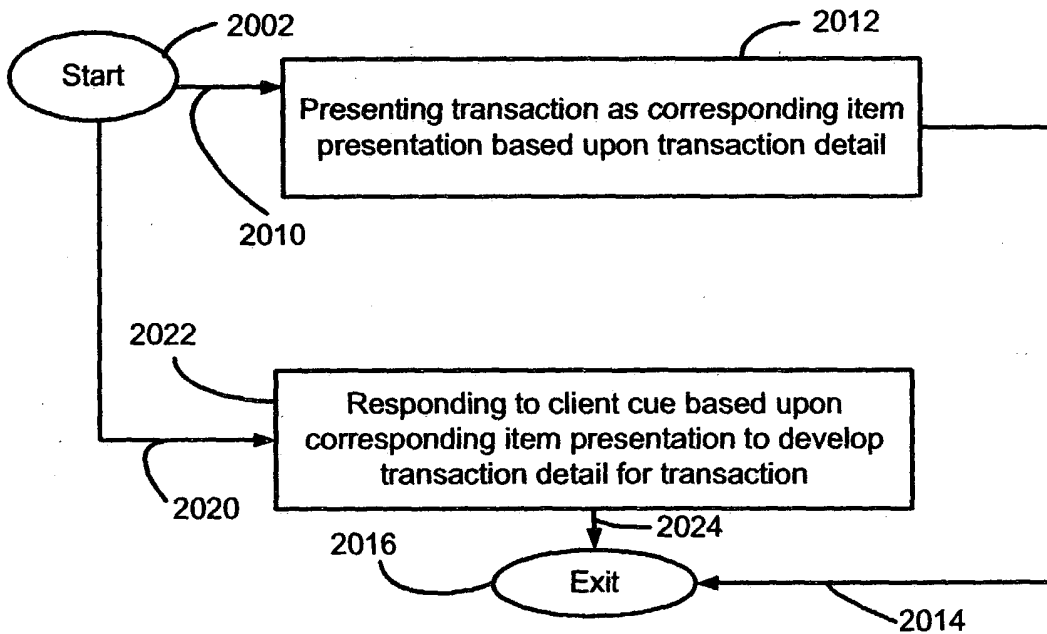 2002
2012
Start
Presenting transaction as corresponding item
presentation based upon transaction detail
2010
2022
Responding to client cue based upon
corresponding item presentation to develop
transaction detail for transaction
2020
2024
2016
Exit
2014